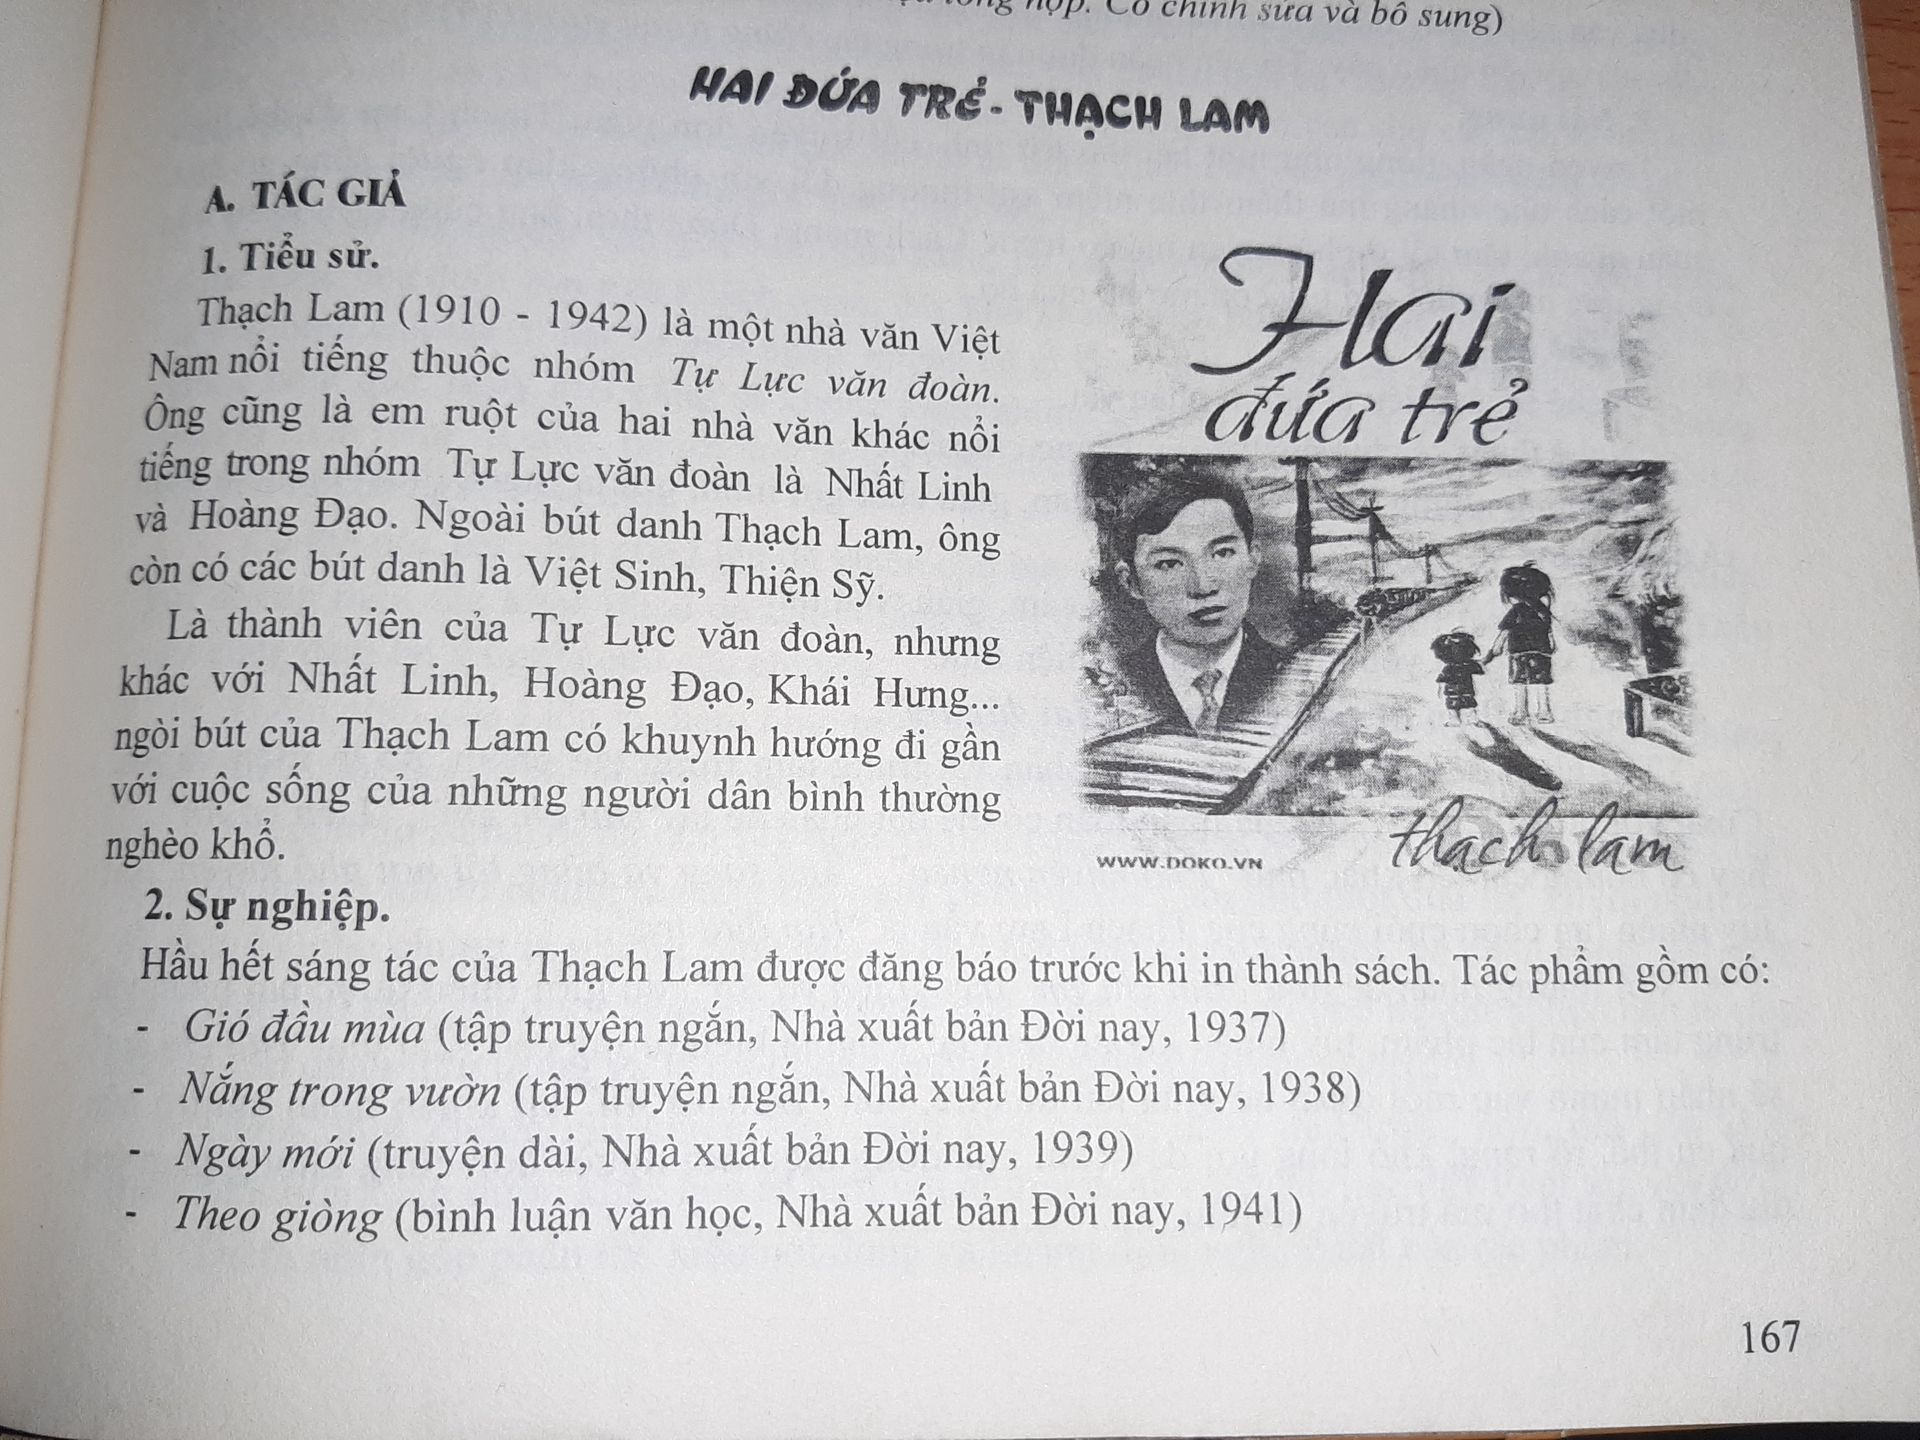 hợp. Có chỉnh sửa và bổ sung)
HAI ĐỨA TRẺ - THẠCH LAM
A. TÁC GIẢ
1. Tiểu sử.
Thạch Lam (1910 - 1942) là một nhà văn Việt
Nam nổi tiếng thuộc nhóm Tự Lực văn đoàn.
Ông cũng là em ruột của hai nhà văn khác nổi
tiếng trong nhóm Tự Lực văn đoàn là Nhất Linh
và Hoàng Đạo. Ngoài bút danh Thạch Lam, ông
còn có các bút danh là Việt Sinh, Thiện Sỹ.
Là thành viên của Tự Lực văn đoàn, nhưng
khác với Nhất Linh, Hoàng Đạo, Khái Hưng...
ngòi bút của Thạch Lam có khuynh hướng đi gần
với cuộc sống của những người dân bình thường
nghèo khổ.
Hai
đứa trẻ
WWW.DOKO.VN
thạch lam
2. Sự nghiệp.
Hầu hết sáng tác của Thạch Lam được đăng báo trước khi in thành sách. Tác phẩm gồm có:
- Gió đầu mùa (tập truyện ngắn, Nhà xuất bản Đời nay, 1937)
- Nắng trong vườn (tập truyện ngắn, Nhà xuất bản Đời nay, 1938)
- Ngày mới (truyện dài, Nhà xuất bản Đời nay, 1939)
- Theo giòng (bình luận văn học, Nhà xuất bản Đời nay, 1941)
167